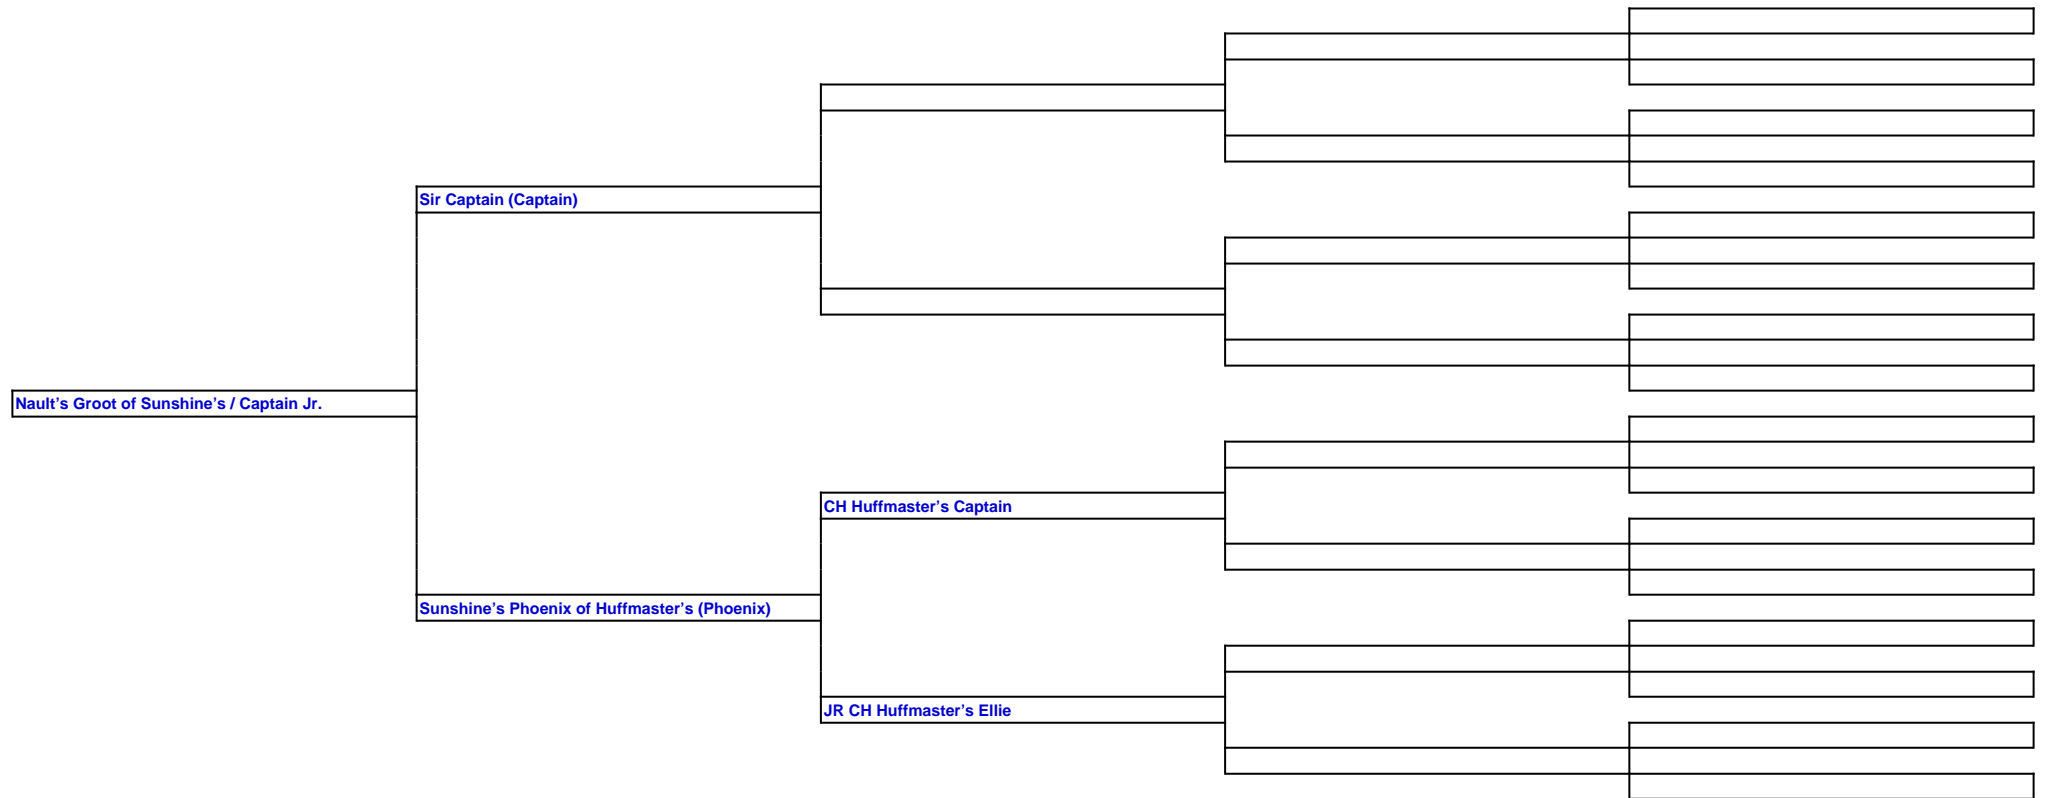 Sir Captain (Captain)
Nault’s Groot of Sunshine’s / Captain Jr.
CH Huffmaster’s Captain
Sunshine’s Phoenix of Huffmaster’s (Phoenix)
JR CH Huffmaster’s Ellie